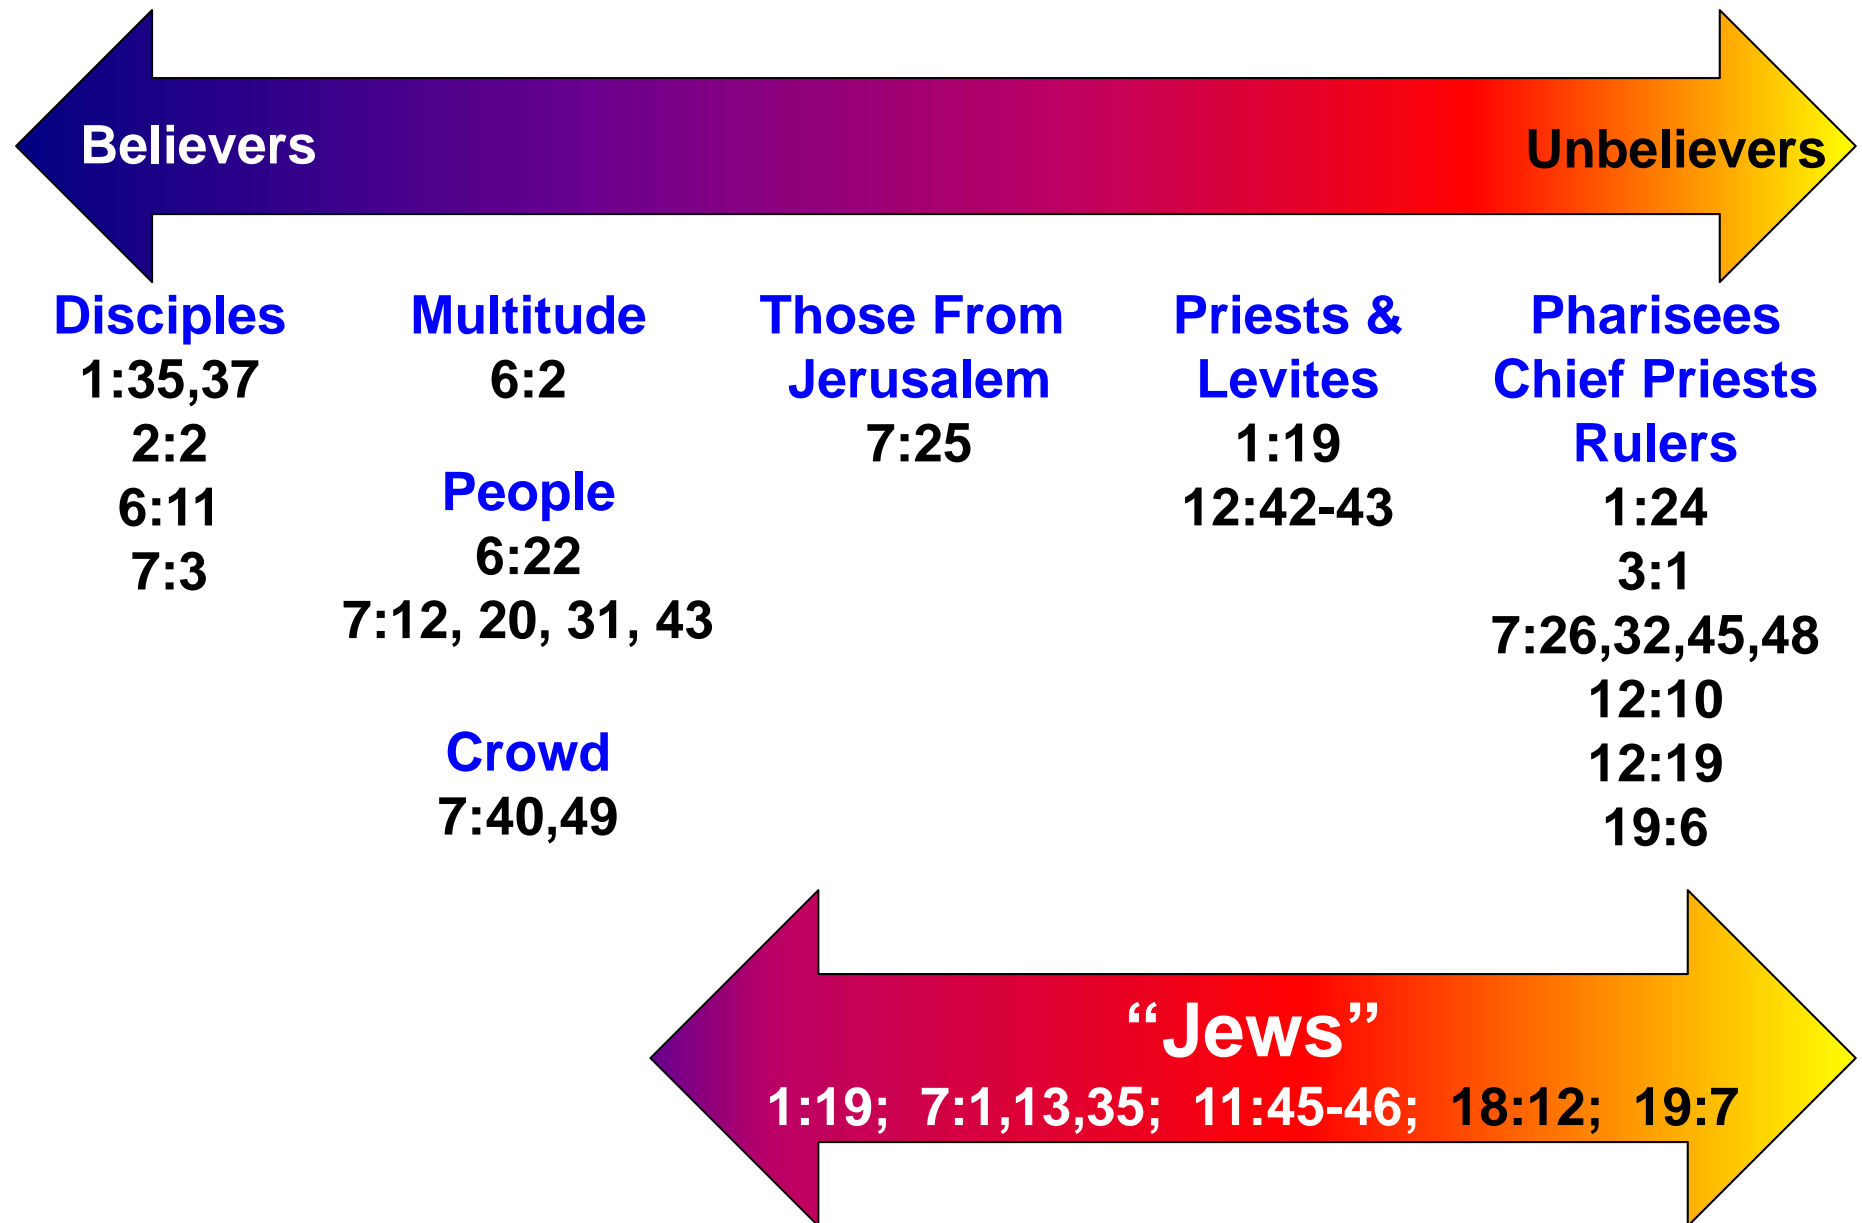 Believers
Unbelievers
Disciples
1:35,37
2:2
6:11
7:3
Multitude
6:2
People
6:22
7:12, 20, 31, 43
Crowd
7:40,49
Those From
Jerusalem
7:25
Priests &
Levites
1:19
12:42-43
Pharisees
Chief Priests
Rulers
1:24
3:1
7:26,32,45,48
12:10
12:19
19:6
“Jews”
1:19; 7:1,13,35; 11:45-46; 18:12; 19:7